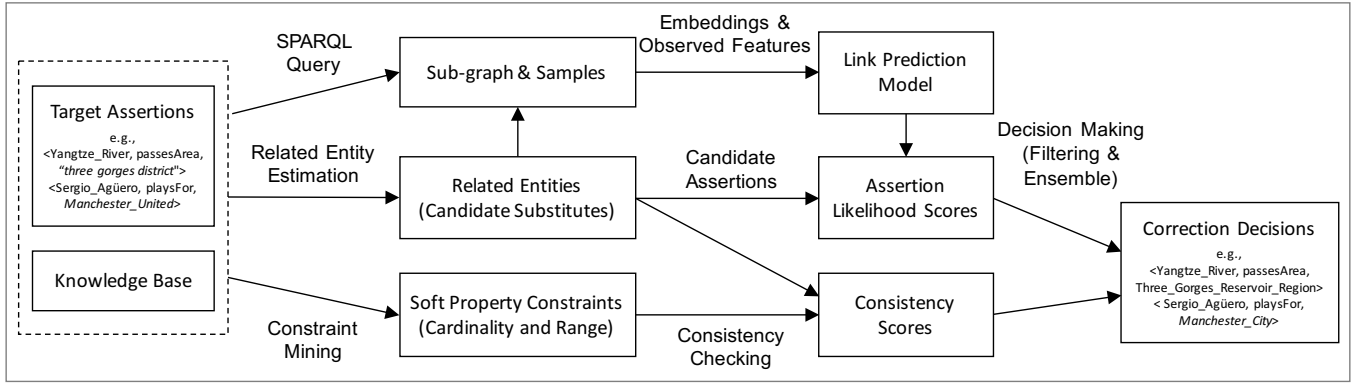 Target Assertions
e.g.,
<Yangtze_River, passesArea,
“three gorges district">
<Sergio_Agüero, playsFor,
Manchester_United>
Knowledge Base
SPARQL
Query
Related Entity
Estimation
Constraint
Mining
Sub-graph & Samples
Related Entities
(Candidate Substitutes)
Soft Property Constraints
(Cardinality and Range)
Embeddings &
Observed Features
Candidate
Assertions
Consistency
Checking
Link Prediction
Model
Assertion
Likelihood Scores
Consistency
Scores
Decision Making
(Filtering &
Ensemble)
Correction Decisions
e.g.,
<Yangtze_River, passesArea,
Three_Gorges_Reservoir_Region>
< Sergio_Agüero, playsFor,
Manchester_City>